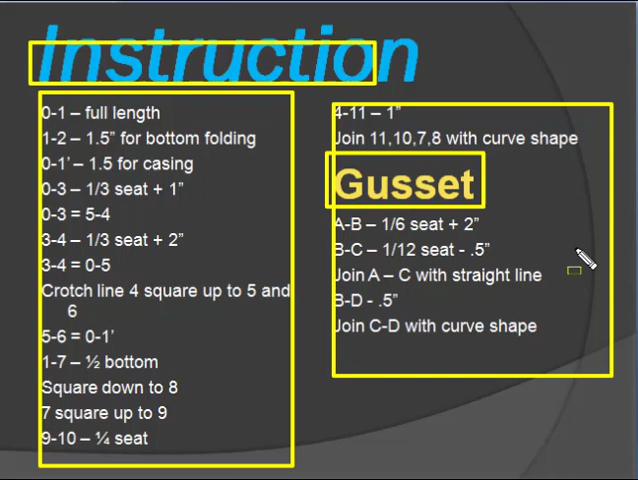 Instruction
0-1 – full length
1-2 – 1.5” for bottom folding
0-1’ – 1.5 for casing
0-3 – 1/3 seat + 1”
0-3 = 5-4
3-4 – 1/3 seat + 2”
3-4 = 0-5
Crotch line 4 square up to 5 and
6
5-6 = 0-1’
1-7 – ½ bottom
Square down to 8
7 square up to 9
9-10 – ¼ seat
4-11 – 1”
Join 11,10,7,8 with curve shape
Gusset
A-B – 1/6 seat + 2”
B-C – 1/12 seat - .5”
Join A – C with straight line
B-D - .5”
Join C-D with curve shape